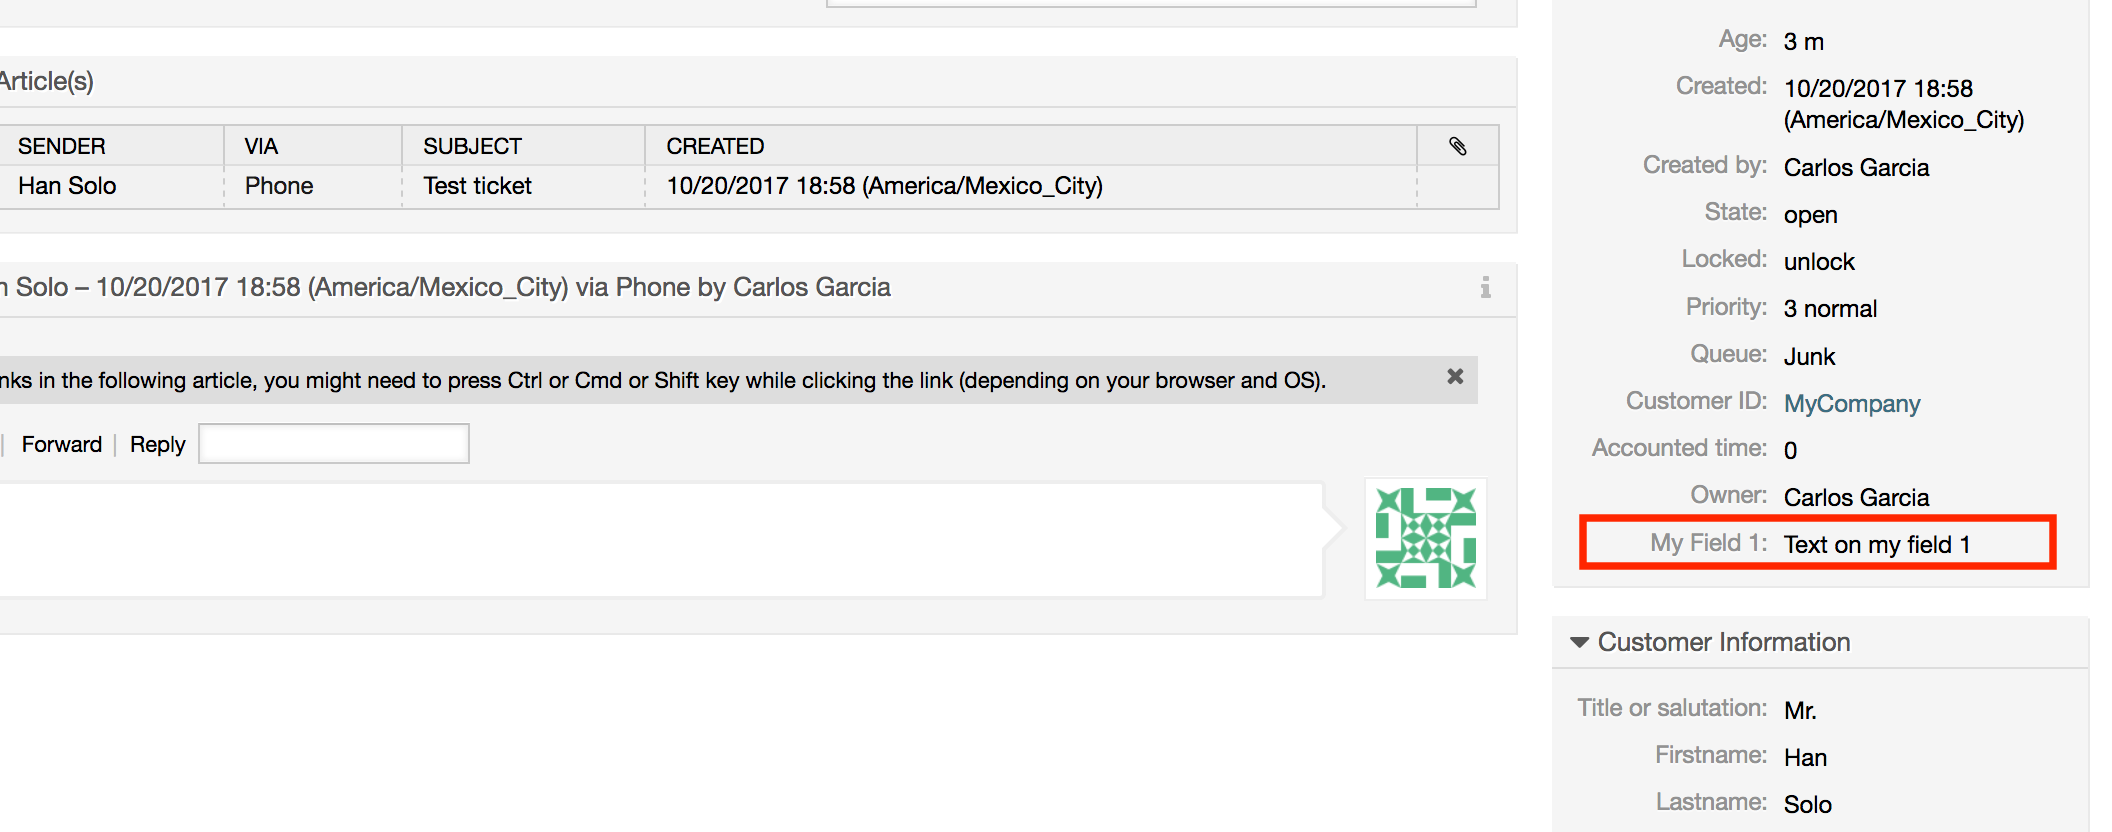 Article(s)
SENDER VIA SUBJECT CREATED
Han Solo Phone Test ticket 10/20/2017 18:58 (America/Mexico_City)
Solo – 10/20/2017 18:58 (America/Mexico_City) via Phone by Carlos Garcia
in the following article, you might need to press Ctrl or Cmd or Shift key while clicking the link (depending on your browser and OS).
| Forward | Reply
Age: 3 m
Created: 10/20/2017 18:58
(America/Mexico_City)
Created by: Carlos Garcia
State: open
Locked: unlock
Priority: 3 normal
Queue: Junk
Customer ID: MyCompany
Accounted time: 0
Owner: Carlos Garcia
My Field 1: Text on my field 1
Customer Information
Title or salutation: Mr.
Firstname: Han
Lastname: Solo